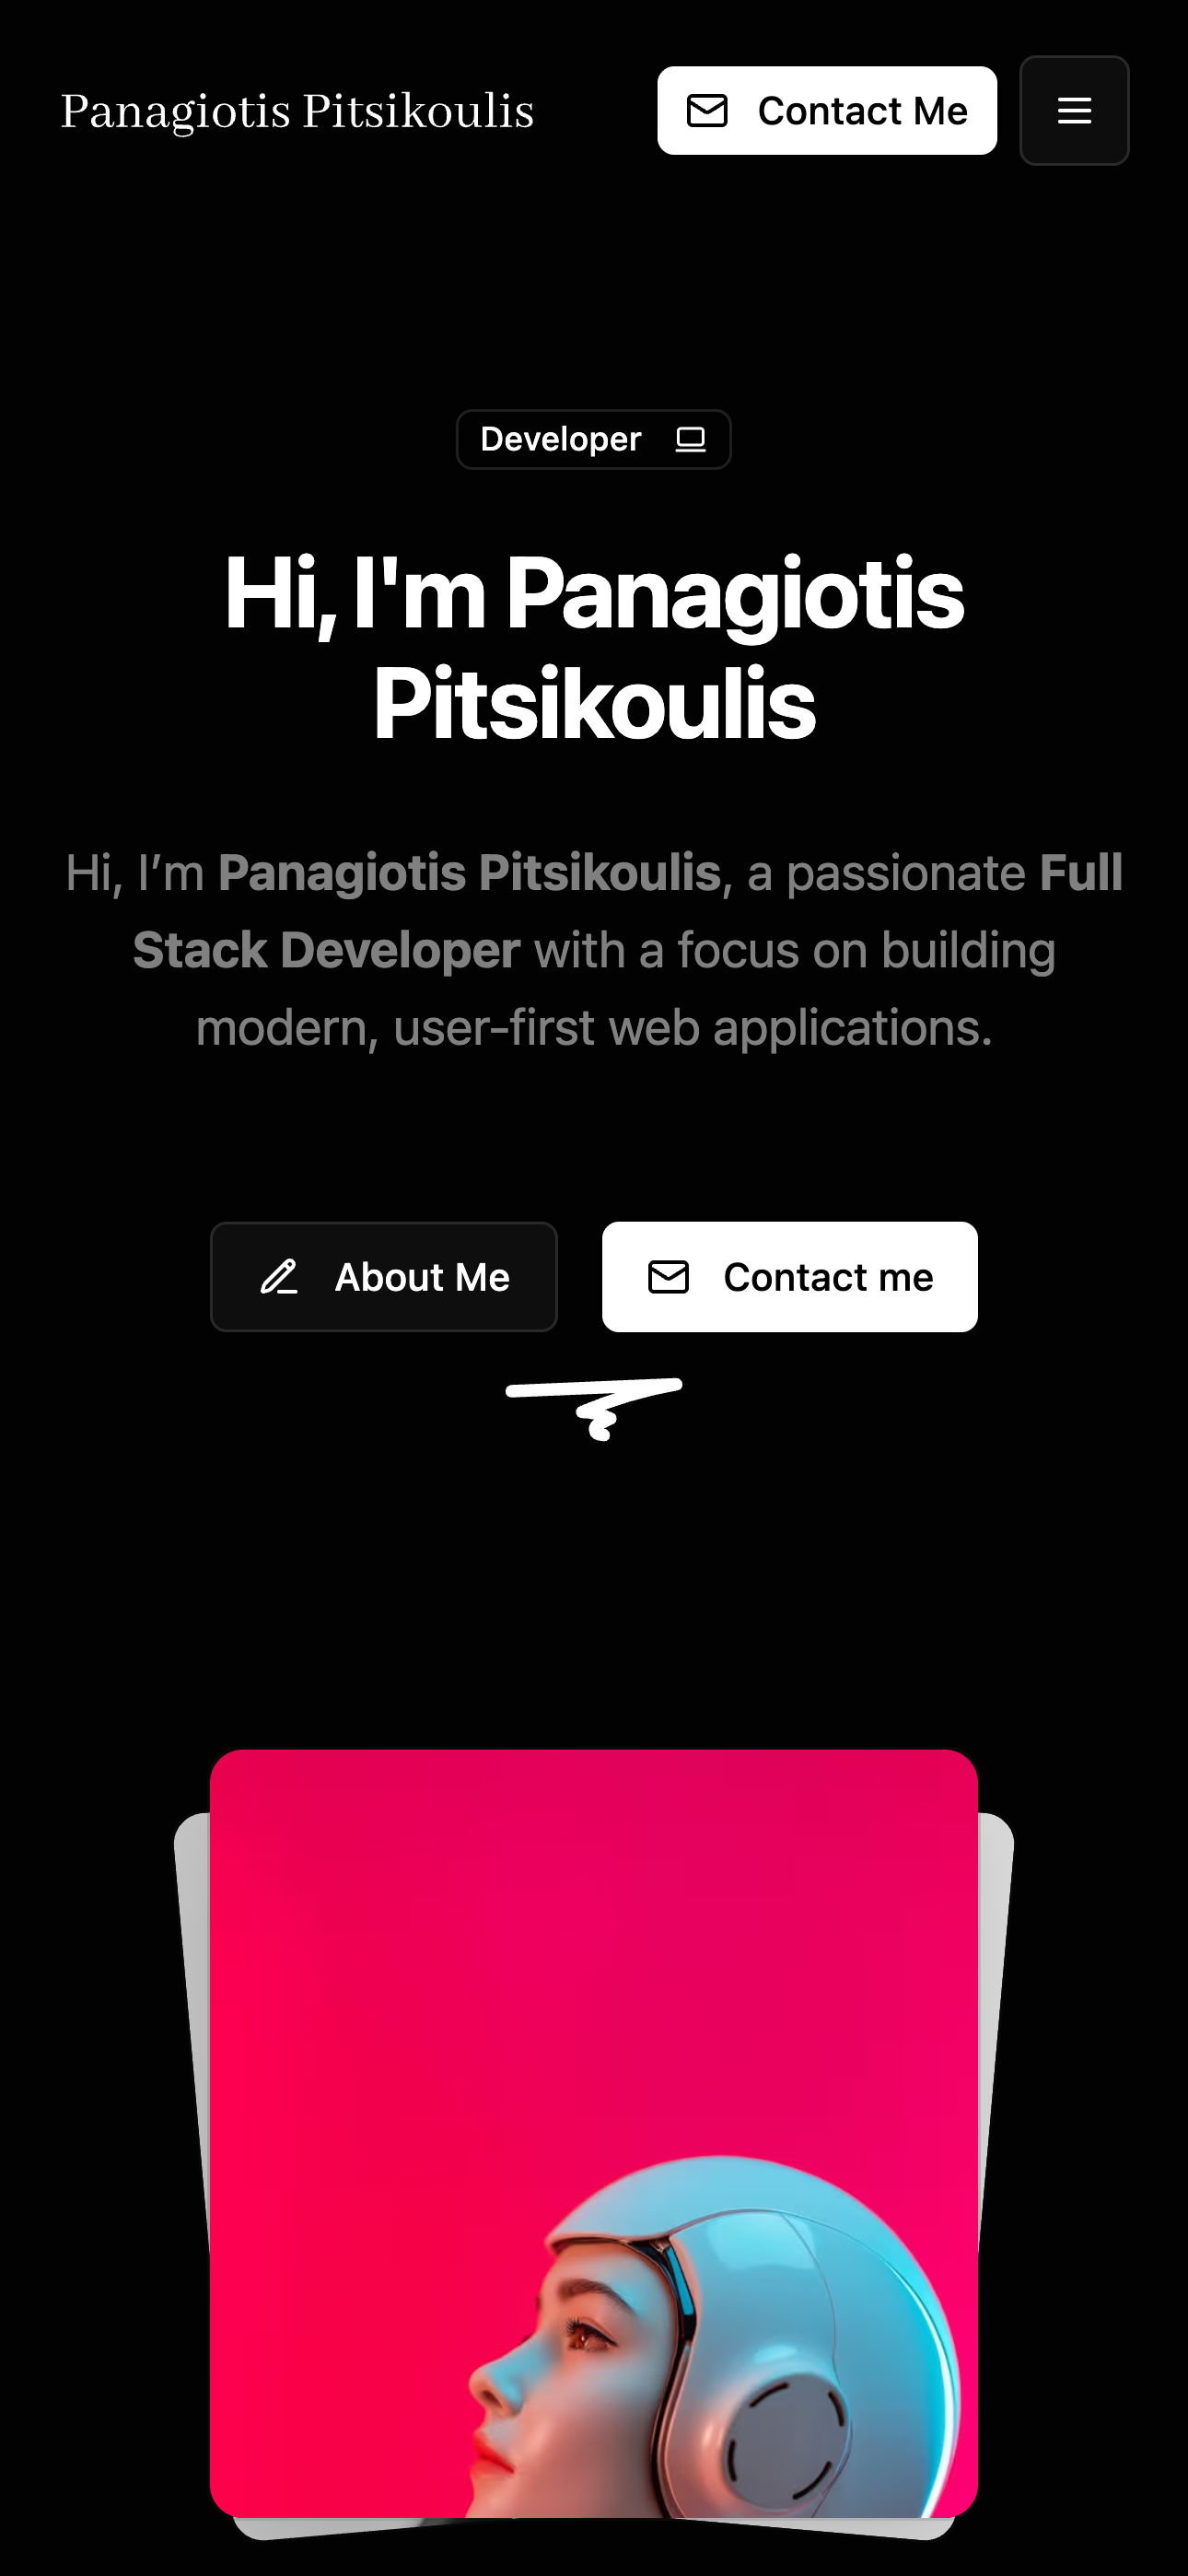 Panagiotis Pitsikoulis
Contact Me
Developer
Hi, I'm Panagiotis
Pitsikoulis
Hi, I’m Panagiotis Pitsikoulis, a passionate Full
Stack Developer with a focus on building
modern, user-first web applications.
About Me
Contact me